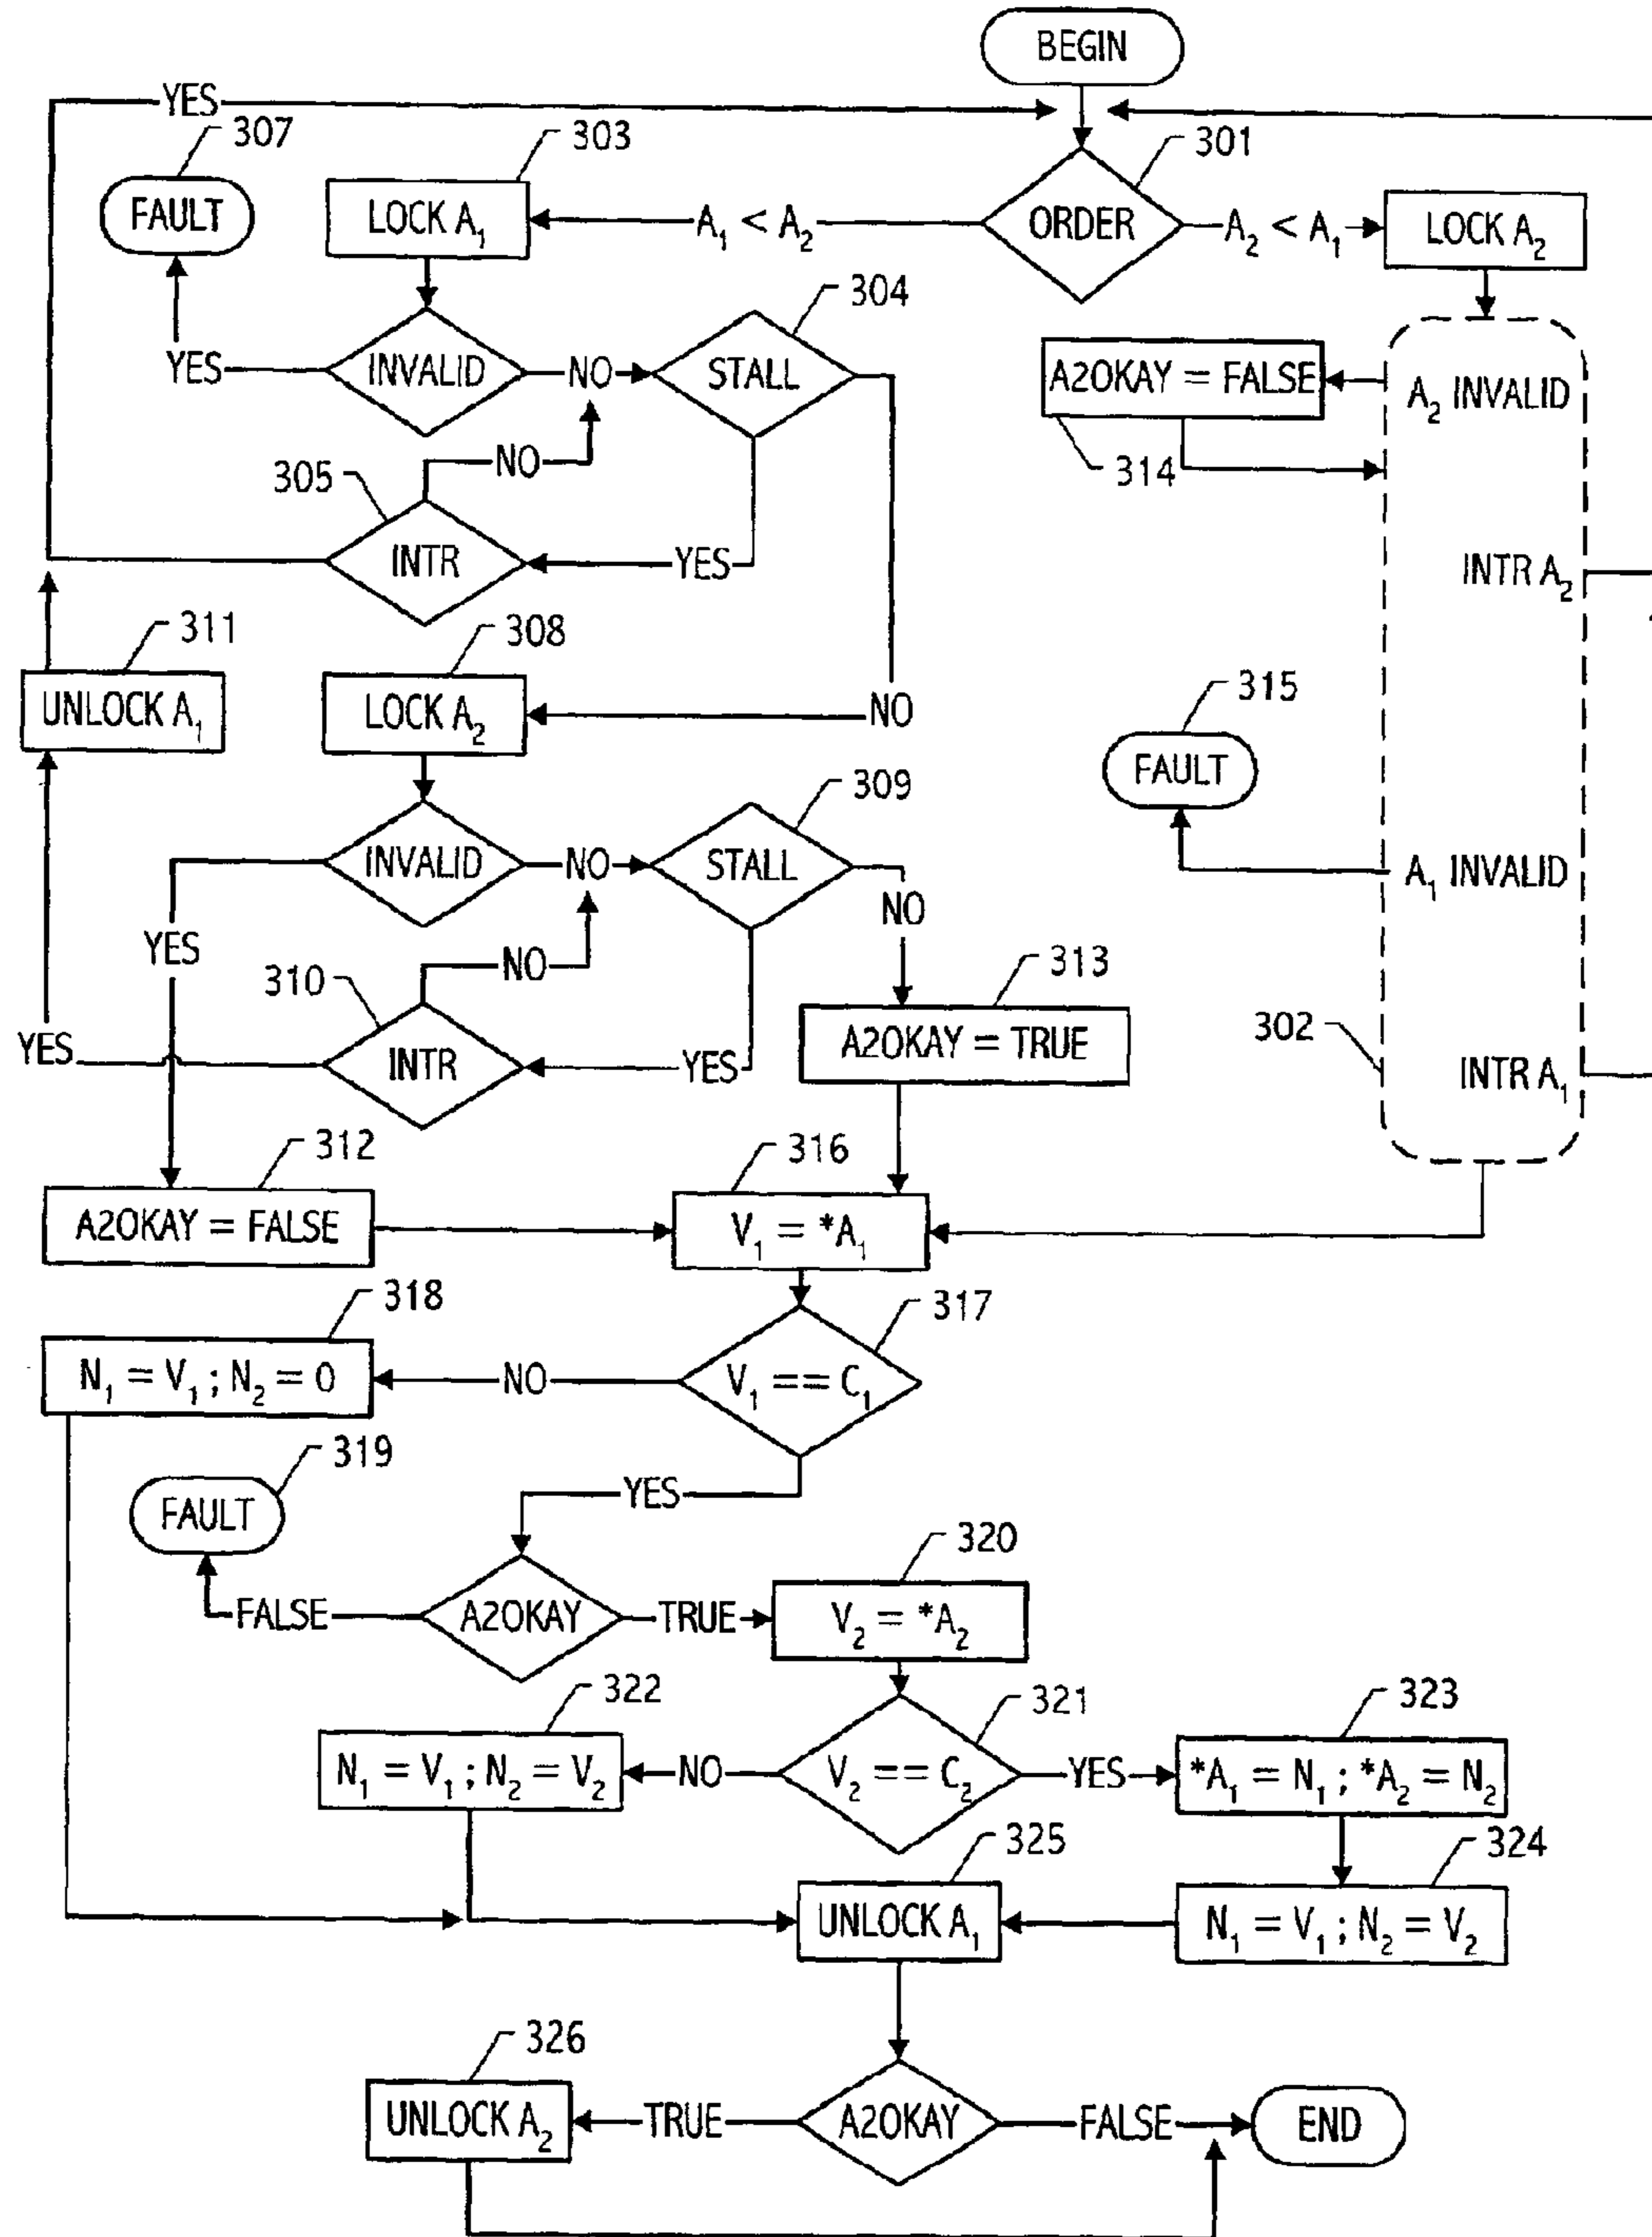 BEGIN
YES
307
303
301
FAULT
LOCK A₁
A₁ < A₂
ORDER
A₂ < A₁
LOCK A₂
304
YES
INVALID
NO
STALL
A2OKAY = FALSE
A₂ INVALID
314
NO
305
INTR
YES
INTR A₂
311
308
UNLOCK A₁
LOCK A₂
NO
315
FAULT
309
INVALID
NO
STALL
A₁ INVALID
NO
YES
NO
313
310
A2OKAY = TRUE
302
YES
INTR
YES
INTR A₁
312
316
A2OKAY = FALSE
V₁ = *A₁
318
317
N₁ = V₁ ; N₂ = 0
NO
V₁ == C₁
319
YES
FAULT
320
FALSE
A2OKAY
TRUE
V₂ = *A₂
322
321
323
N₁ = V₁ ; N₂ = V₂
NO
V₂ == C₂
YES
*A₁ = N₁ ; *A₂ = N₂
325
324
UNLOCK A₁
N₁ = V₁ ; N₂ = V₂
326
UNLOCK A₂
TRUE
A2OKAY
FALSE
END